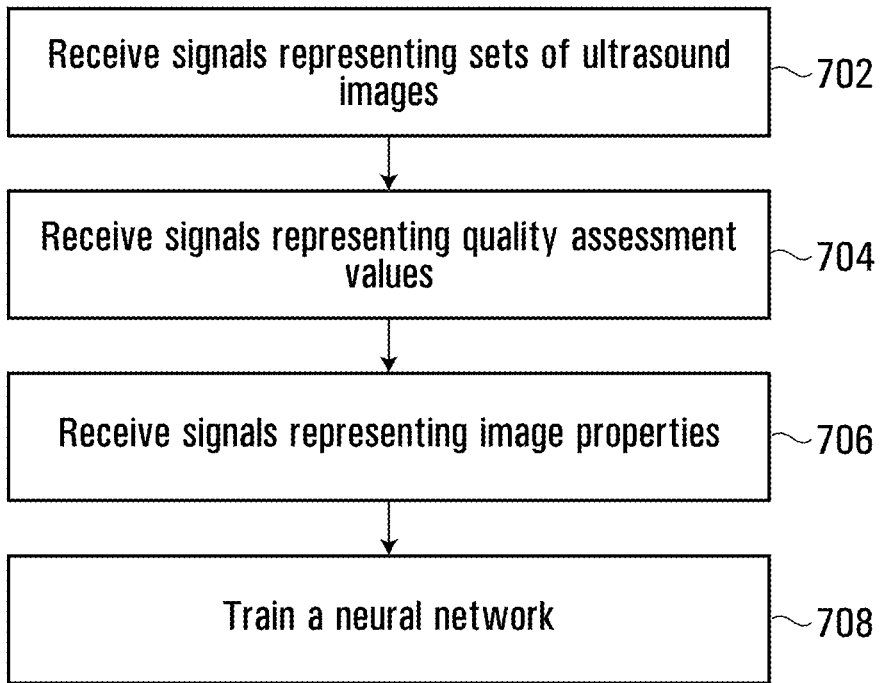 Receive signals representing sets of ultrasound
images
702
Receive signals representing quality assessment
values
704
Receive signals representing image properties
706
Train a neural network
708